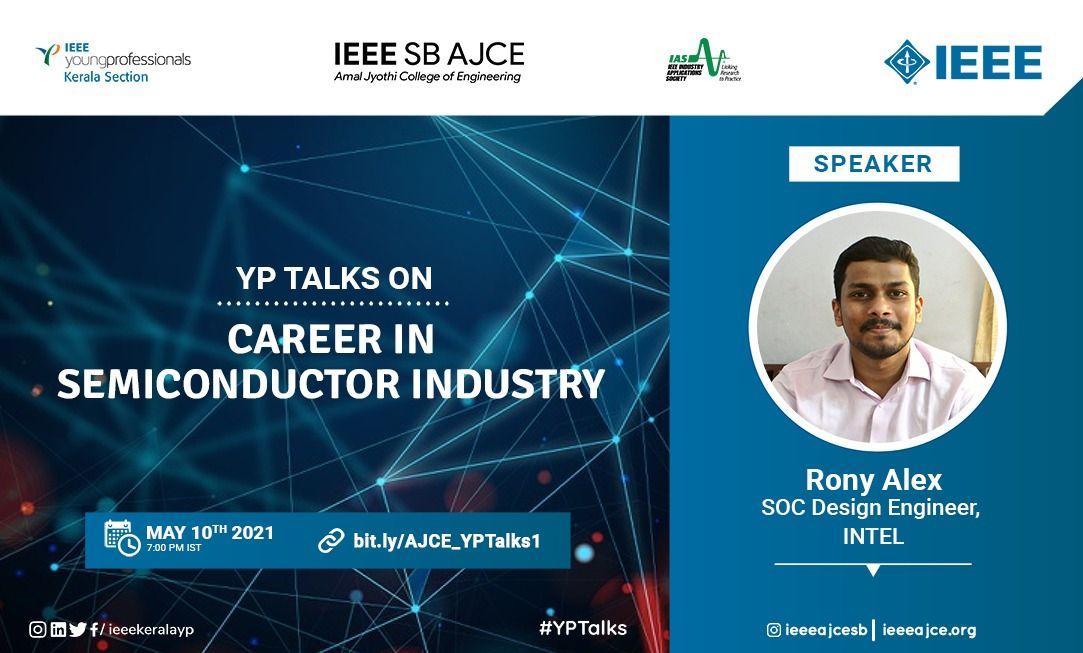 IEEE
youngprofessionals
Kerala Section
IEEE SB AJCE
Amal Jyothi College of Engineering
IAS
IEEE INDUSTRY
APPLICATIONS
SOCIETY
Linking
Research
to Practice
IEEE
SPEAKER
YP TALKS ON
CAREER IN
SEMICONDUCTOR INDUSTRY
MAY 10TH 2021
7:00 PM IST
bit.ly/AJCE_YPTalks1
Rony Alex
SOC Design Engineer,
INTEL
/ieeekeralayp
#YPTalks
ieeeajcesb | ieeeajce.org